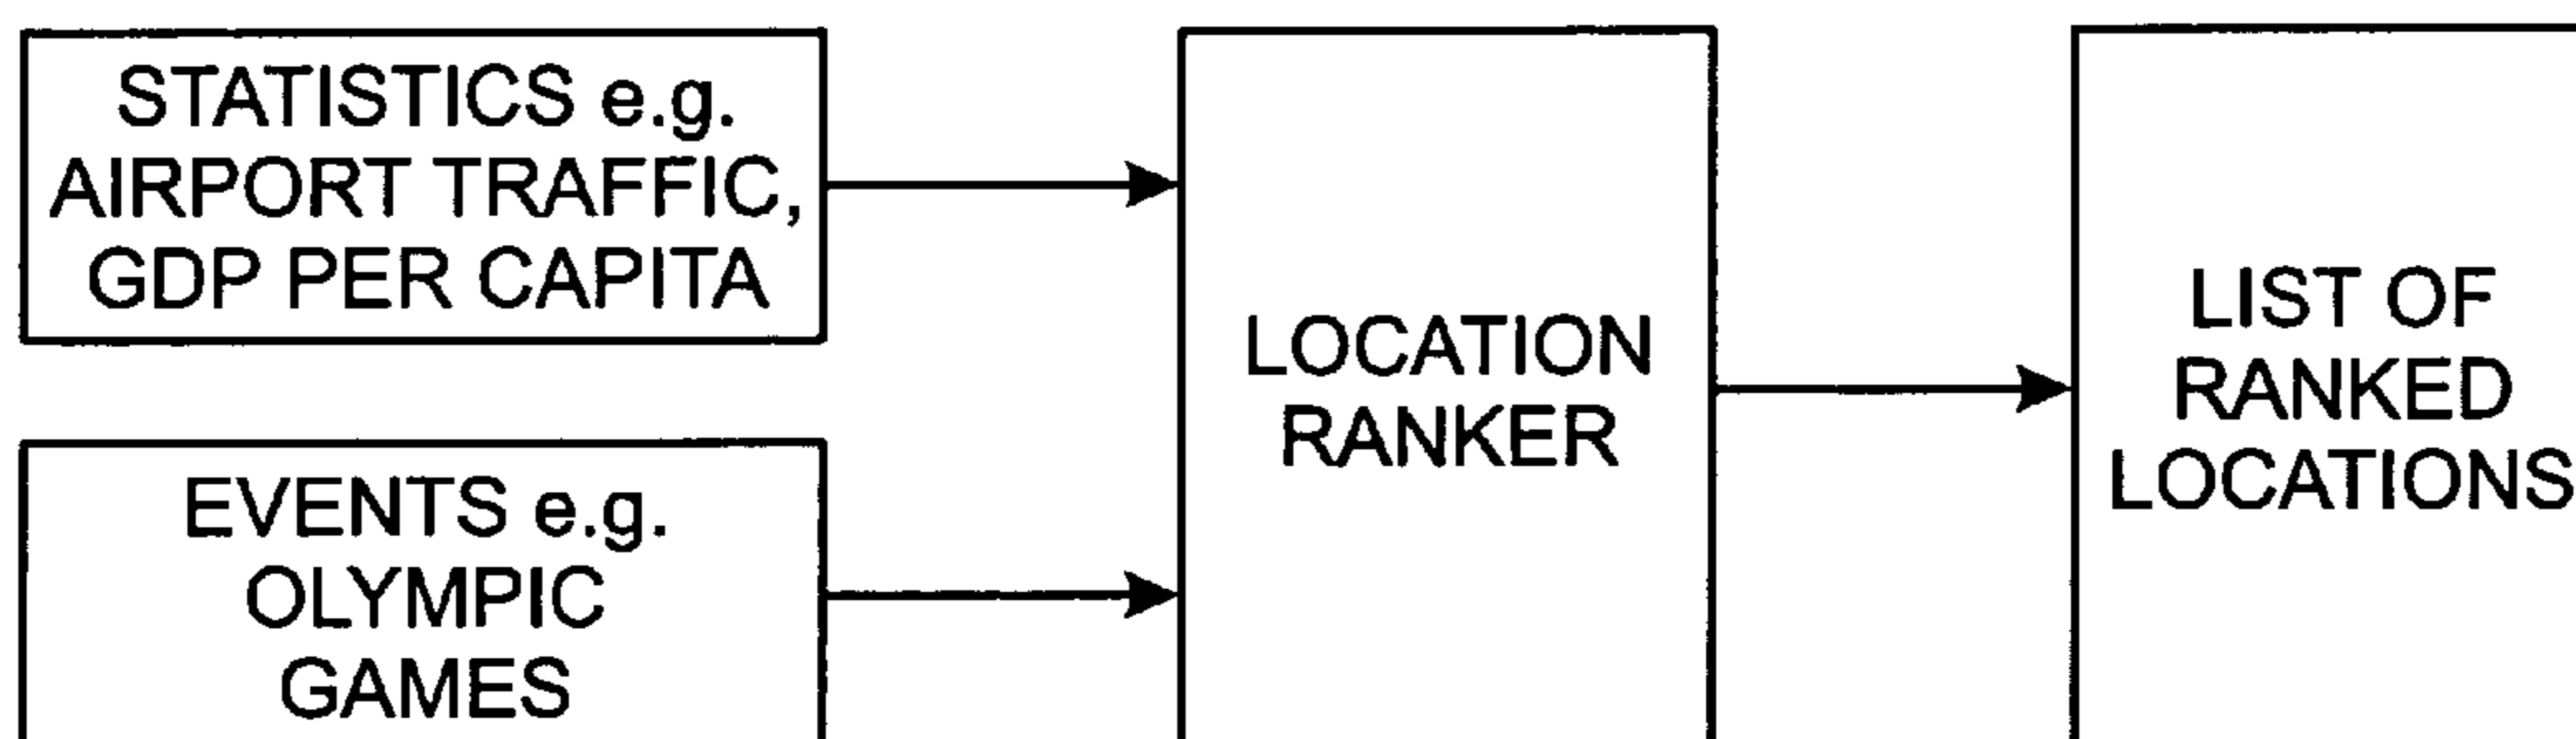 STATISTICS e.g.
AIRPORT TRAFFIC,
GDP PER CAPITA
EVENTS e.g.
OLYMPIC
GAMES
LOCATION
RANKER
LIST OF
RANKED
LOCATIONS